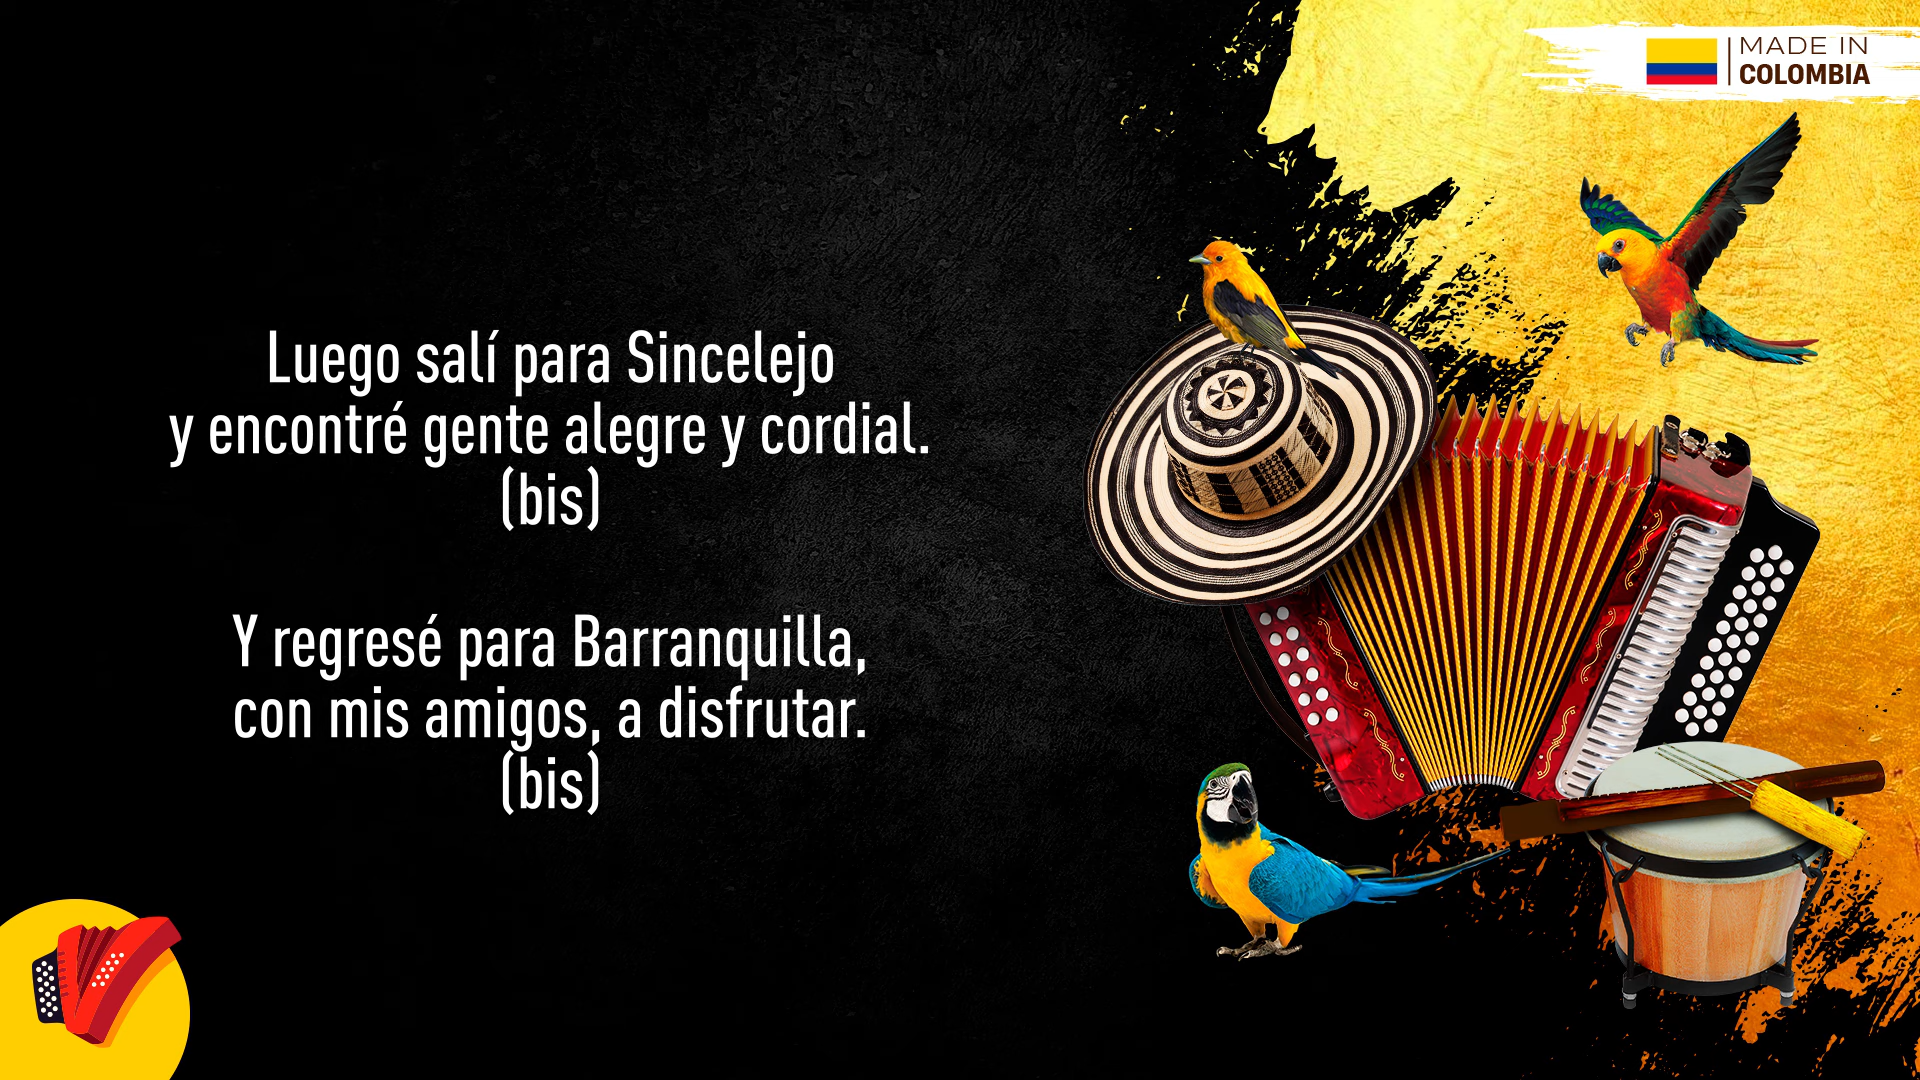 MADE IN
COLOMBIA
Luego salí para Sincelejo
y encontré gente alegre y cordial.
(bis)
Y regresé para Barranquilla,
con mis amigos, a disfrutar.
(bis)